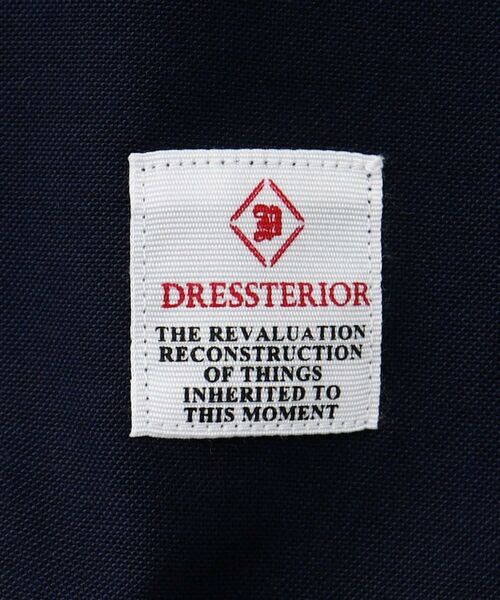 D
DRESSTERIOR
THE REVALUATION
RECONSTRUCTION
OF THINGS
INHERITED TO
THIS MOMENT